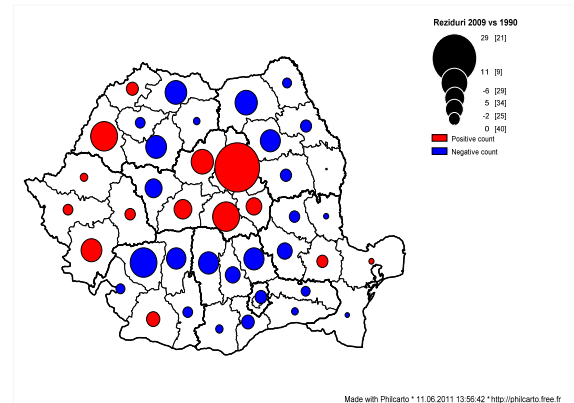 Reziduri 2009 vs 1990
29 [21]
11 [9]
-6 [29]
5 [34]
-2 [25]
0 [40]
Positive count
Negative count
Made with Philcarto * 11.06.2011 13:56:42 * http://philcarto.free.fr